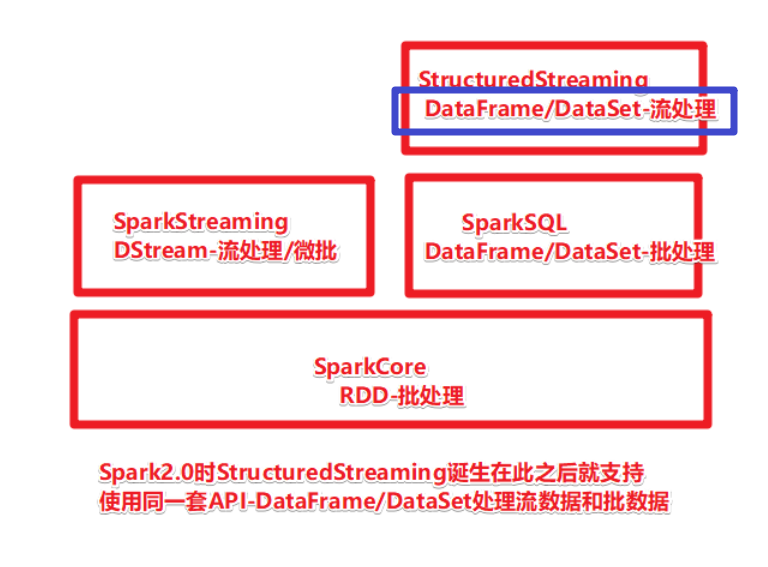 StructuredStreaming
DataFrame/DataSet-流处理
SparkStreaming
DStream-流处理/微批
SparkSQL
DataFrame/DataSet-批处理
SparkCore
RDD-批处理
Spark2.0时StructuredStreaming诞生在此之后就支持
使用同一套API-DataFrame/DataSet处理流数据和批数据